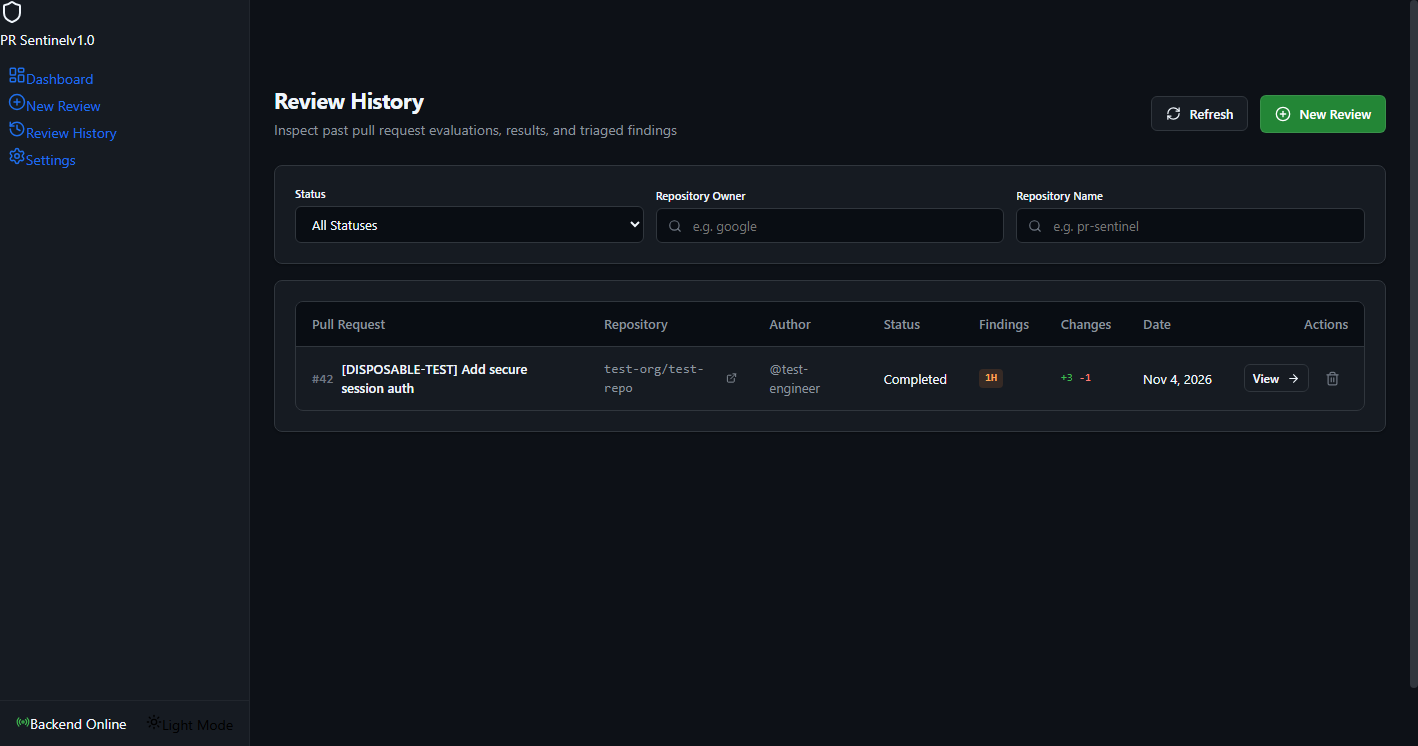 PR Sentinelv1.0
Dashboard
New Review
Review History
Settings
Review History
Inspect past pull request evaluations, results, and triaged findings
Refresh
New Review
Status
All Statuses
Repository Owner
e.g. google
Repository Name
e.g. pr-sentinel
Pull Request Repository Author Status Findings Changes Date Actions
#42 [DISPOSABLE-TEST] Add secure
session auth
test-org/test-
repo
@test-
engineer
Completed
1H
+3 -1
Nov 4, 2026
View
Backend Online
Light Mode